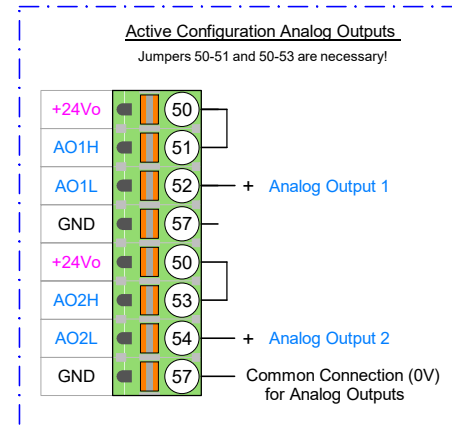 Active Configuration Analog Outputs
Jumpers 50-51 and 50-53 are necessary!
+24Vo 50
AO1H 51
AO1L 52 + Analog Output 1
GND 57
+24Vo 50
AO2H 53
AO2L 54 + Analog Output 2
GND 57 Common Connection (0V)
for Analog Outputs